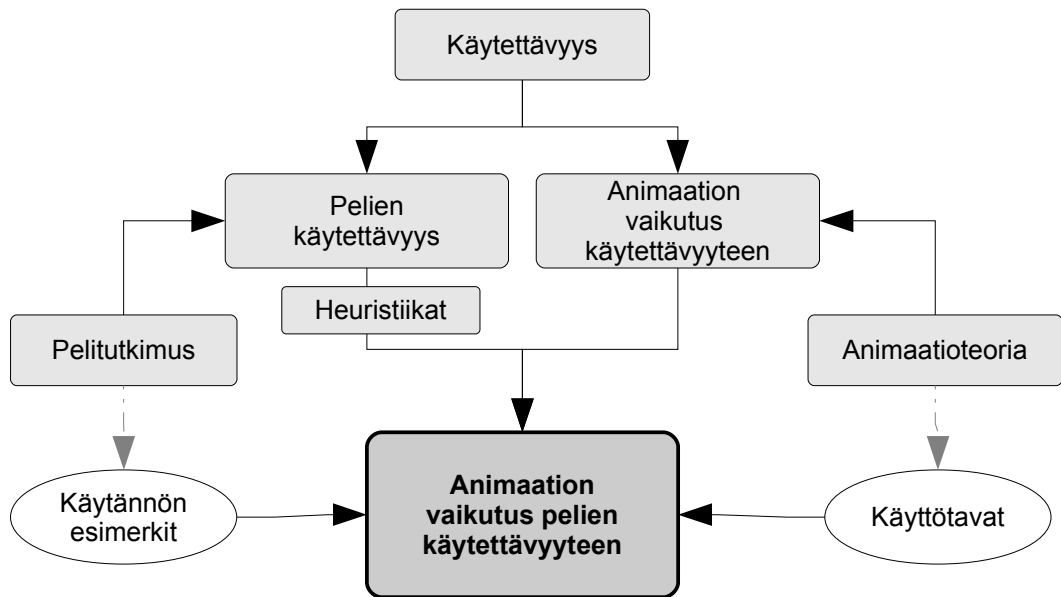 Käytettävyys
Pelien
käytettävyys
Animaation
vaikutus
käytettävyyteen
Heuristiikat
Pelitutkimus
Animaatioteoria
Käytännön
esimerkit
Animaation
vaikutus pelien
käytettävyyteen
Käyttötavat